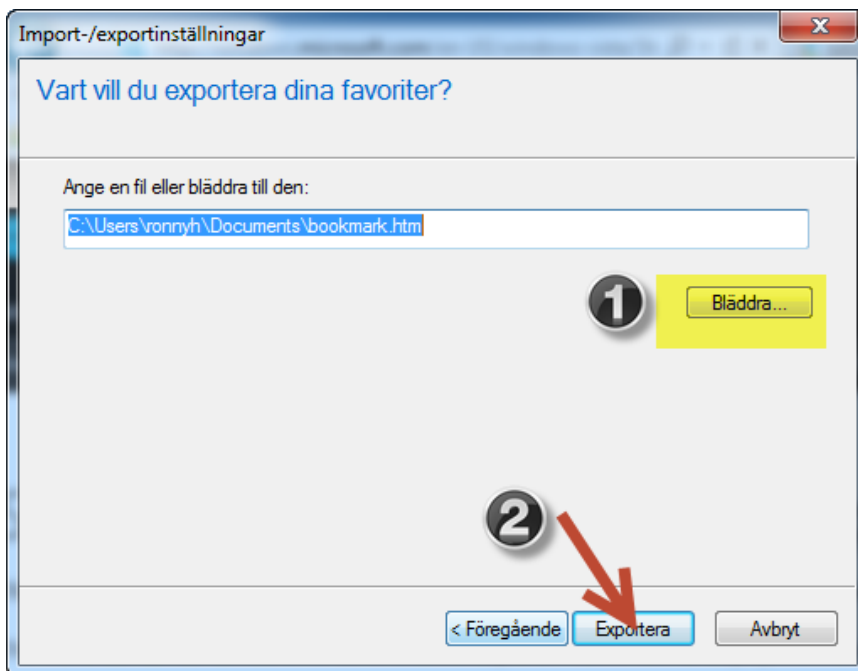 Import-/exportinställningar
Vart vill du exportera dina favoriter?
Ange en fil eller bläddra till den:
C:\Users\ronnyh\Documents\bookmark.htm
1
Bläddra...
2
< Föregående
Exportera
Avbryt